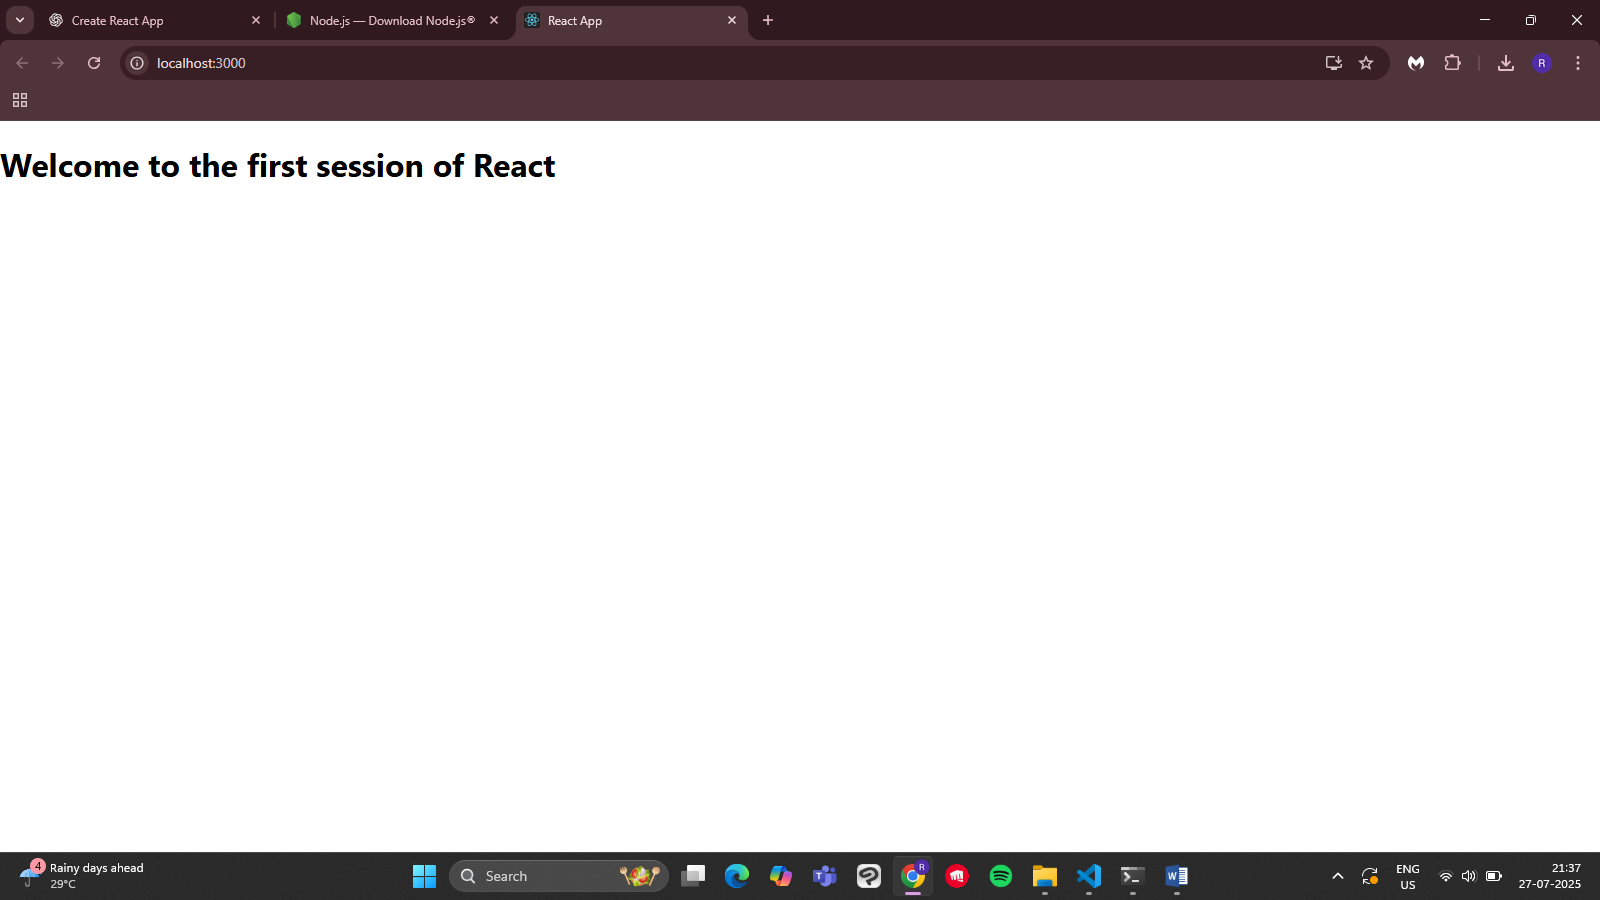 Create React App
Node.js — Download Node.js®
React App
localhost:3000
R
Welcome to the first session of React
4
Rainy days ahead
29°C
Search
R
ENG
US
21:37
27-07-2025